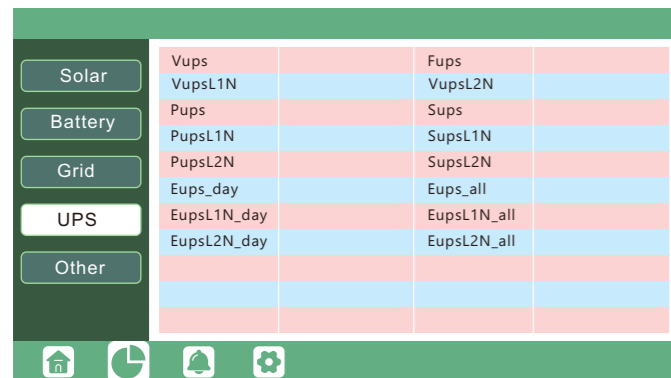 Solar
Battery
Grid
UPS
Other
Vups Fups
VupsL1N VupsL2N
Pups Sups
PupsL1N SupsL1N
PupsL2N SupsL2N
Eups_day Eups_all
EupsL1N_day EupsL1N_all
EupsL2N_day EupsL2N_all